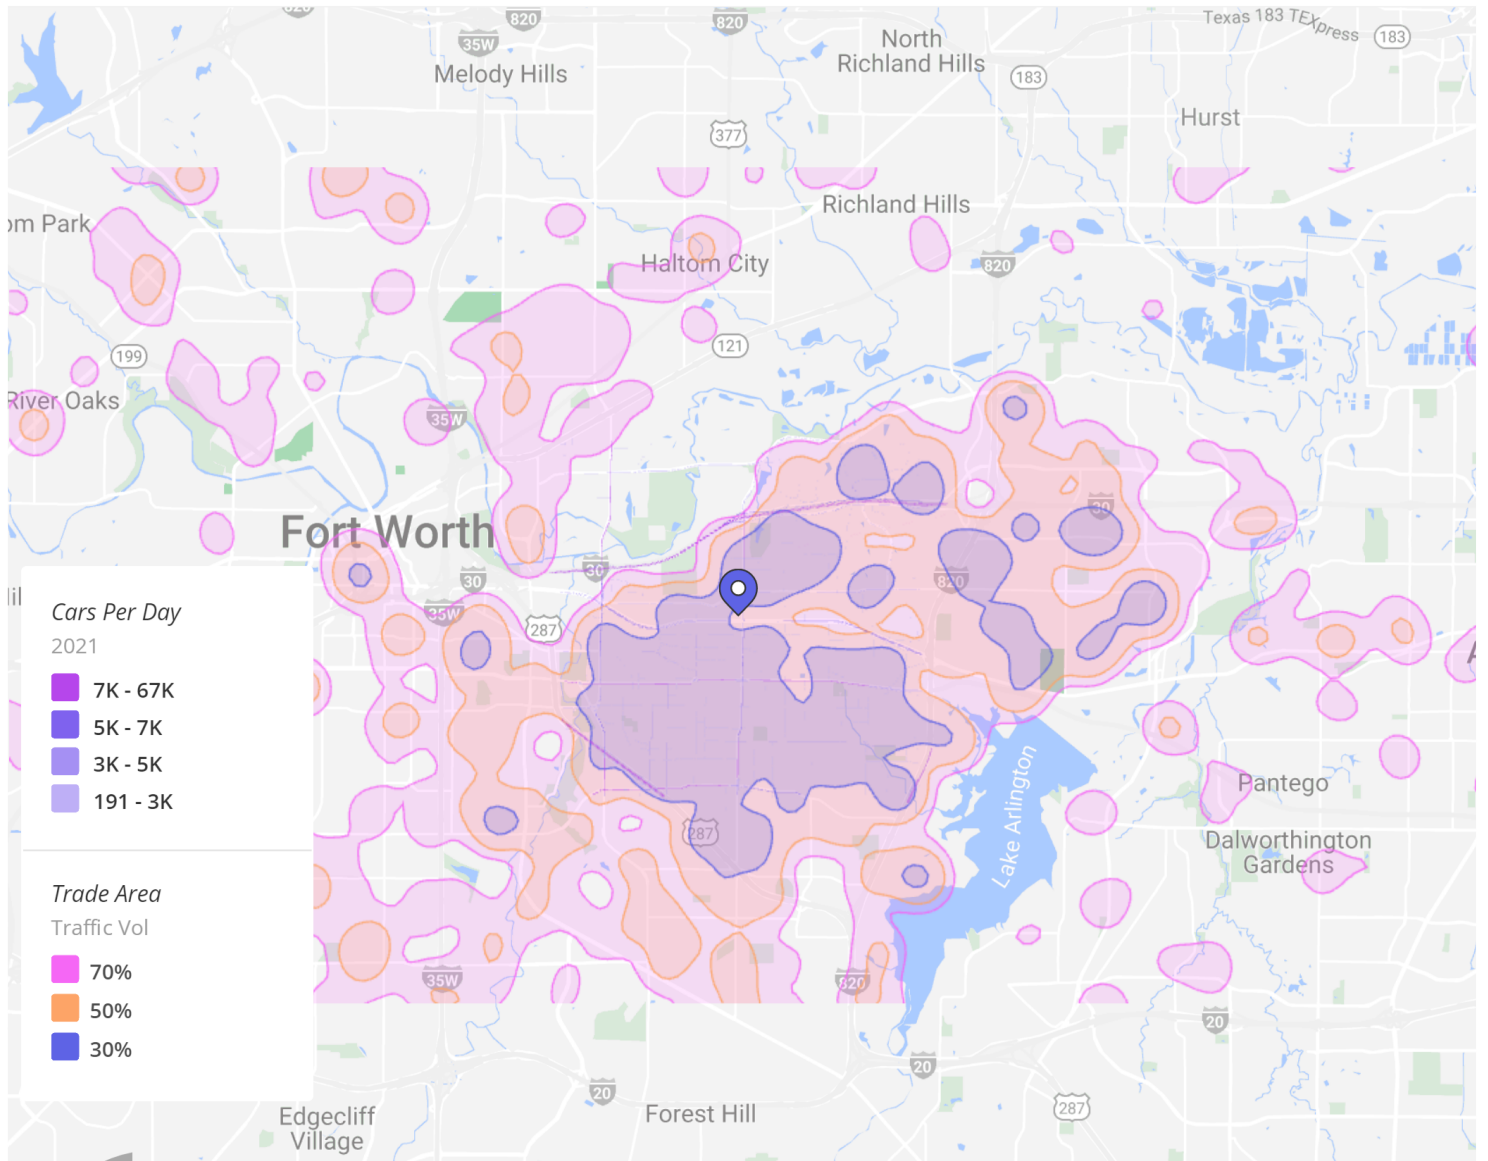 820
820
820
Texas 183 TEXpress
183
35W
North
Richland Hills
Melody Hills
183
Hurst
377
Richland Hills
om Park
Haltom City
820
121
199
River Oaks
35W
Fort Worth
30
30
30
820
35W
287
Cars Per Day
2021
7K - 67K
5K - 7K
3K - 5K
191 - 3K
A
Lake Arlington
Pantego
287
Dalworthington
Gardens
Trade Area
Traffic Vol
70%
50%
30%
35W
820
20
20
20
Edgecliff
Village
Forest Hill
287